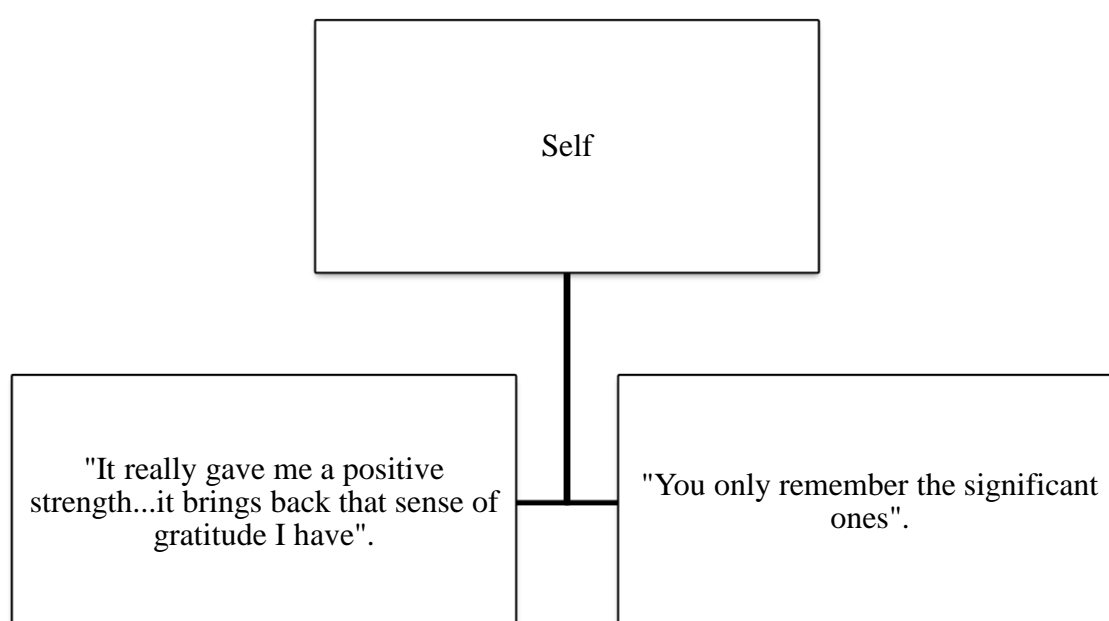 Self
"It really gave me a positive
strength...it brings back that sense of
gratitude I have".
"You only remember the significant
ones".